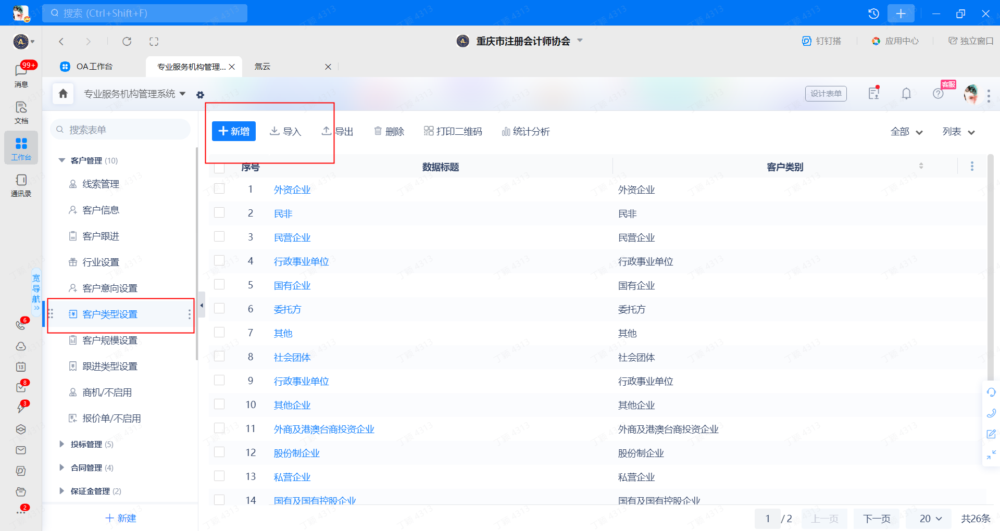 搜索 (Ctrl+Shift+F)
重庆市注册会计师协会
钉钉搭
应用中心
独立窗口
OA工作台
专业服务机构管理...
氚云
99+
消息
文档
工作台
通讯录
宽导航
6
13
8
3
2
专业服务机构管理系统
设计表单
客服
搜索表单
客户管理 (10)
线索管理
客户信息
客户跟进
行业设置
客户意向设置
客户类型设置
客户规模设置
跟进类型设置
商机/不启用
报价单/不启用
投标管理 (5)
合同管理 (4)
保证金管理 (2)
新建
新增 导入 导出 删除 打印二维码 统计分析 全部 列表
序号 数据标题 客户类别
1 外资企业 外资企业
2 民非 民非
3 民营企业 民营企业
4 行政事业单位 行政事业单位
5 国有企业 国有企业
6 委托方 委托方
7 其他 其他
8 社会团体 社会团体
9 行政事业单位 行政事业单位
10 其他企业 其他企业
11 外商及港澳台商投资企业 外商及港澳台商投资企业
12 股份制企业 股份制企业
13 私营企业 私营企业
14 国有及国有控股企业 国有及国有控股企业
1 / 2 上一页 下一页 20 共26条
丁颖 4313